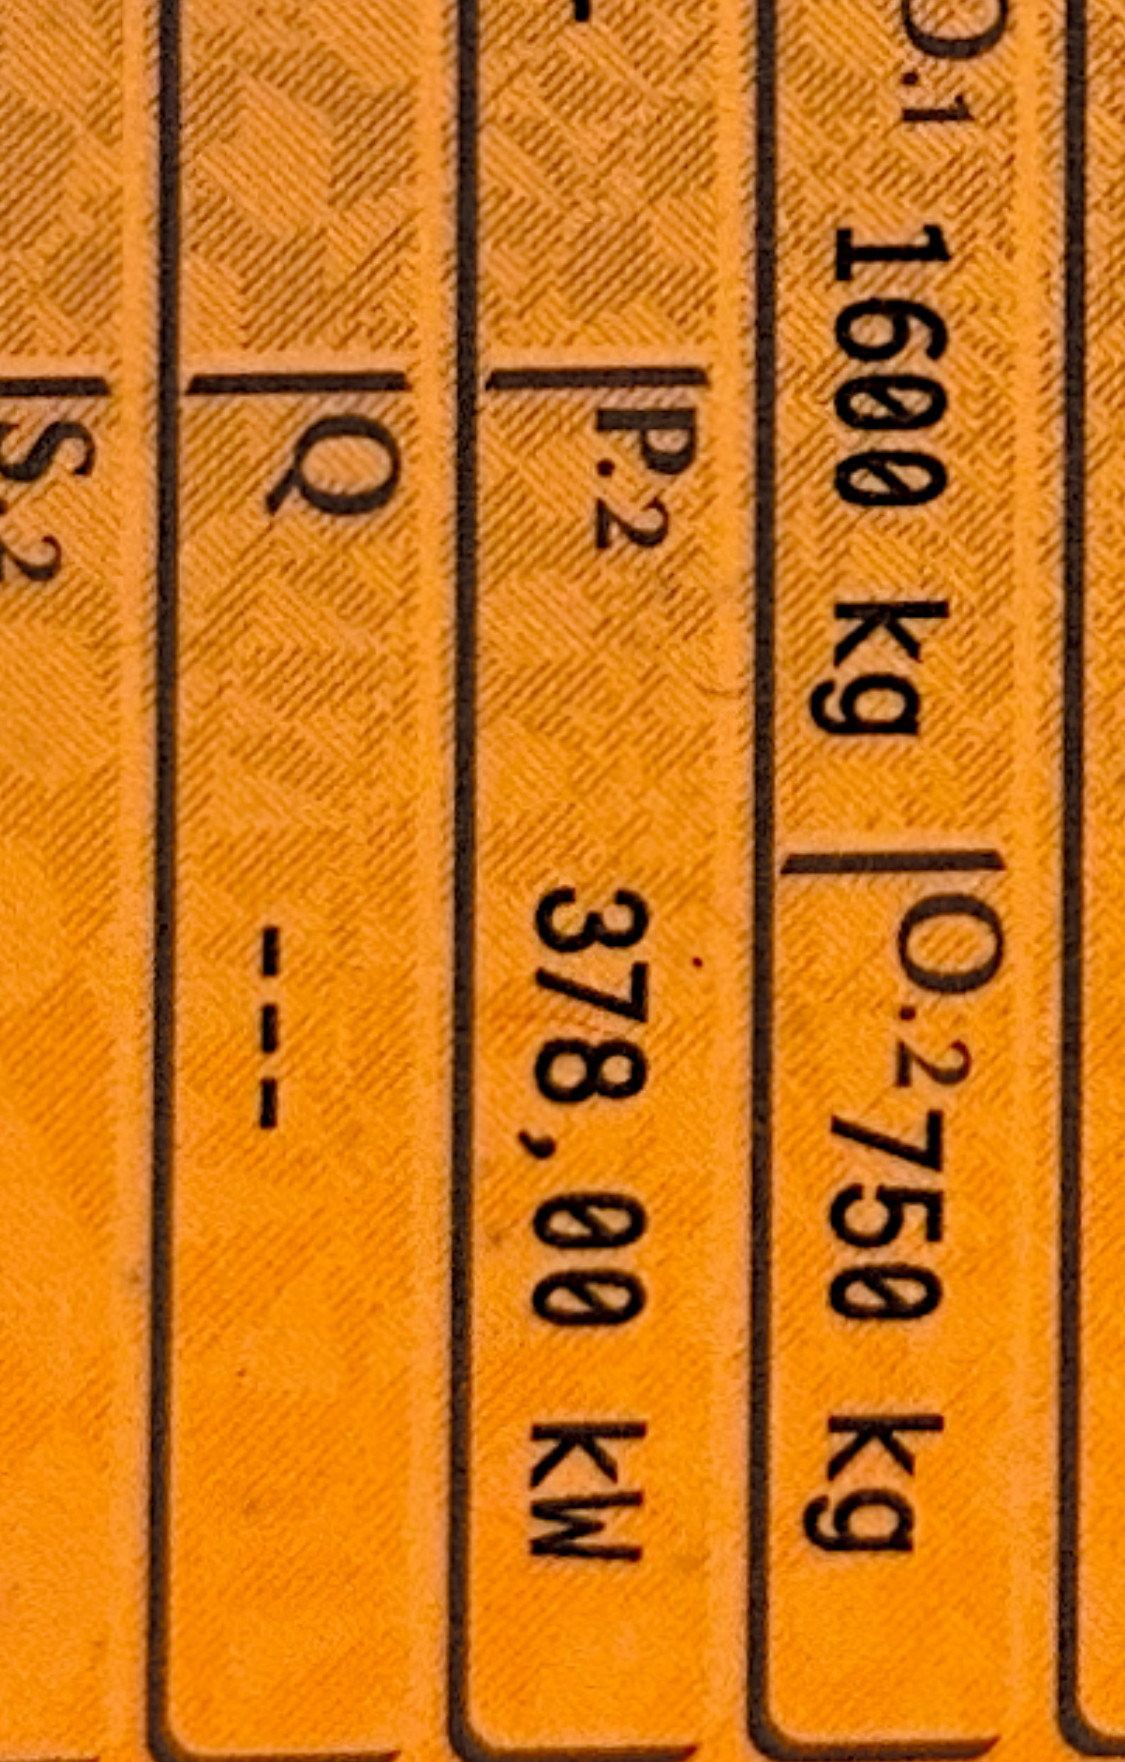 O.1 1600 kg O.2 750 kg
P.2 378,00 kW
Q ---
S.2